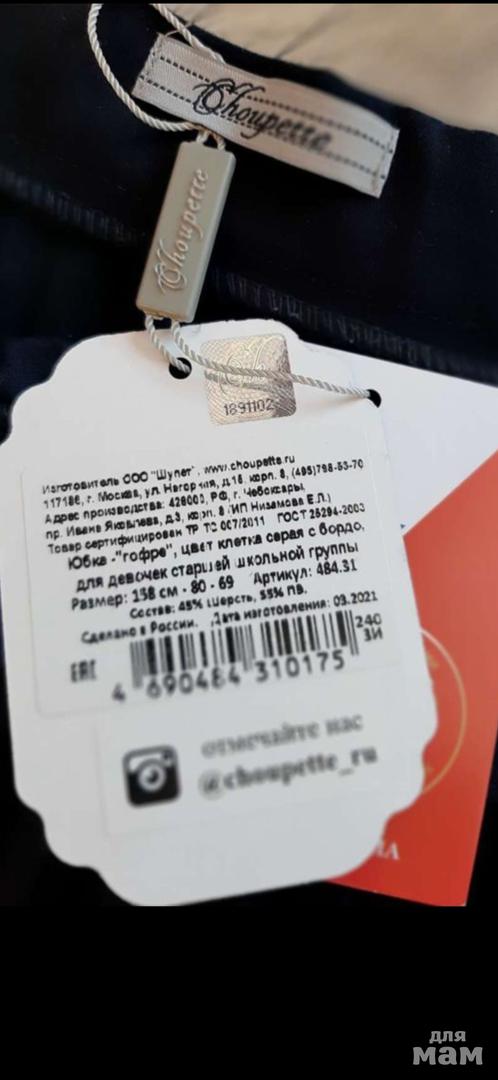 Choupette
Choupette
1891102
Изготовитель ООО "Шупет", www.choupette.ru
117186, г. Москва, ул. Нагорная, д.15, корп. 8, (495)798-53-70
Адрес производства: 428003, РФ, г. Чебоксары,
пр. Ивана Яковлева, д.3, корп. 8 (ИП Низамова Е.Л.)
Товар сертифицирован ТР ТС 007/2011 ГОСТ 25294-2003
Юбка -"гофре", цвет клетка серая с бордо,
для девочек старшей школьной группы
Размер: 158 см - 80 - 69 Артикул: 484.31
Состав: 45% шерсть, 55% ПВ.
Сделано в России. Дата изготовления: 03.2021
EAC
240
ЗИ
4 690484 310175
отмечайте нас
@choupette_ru
для
мам